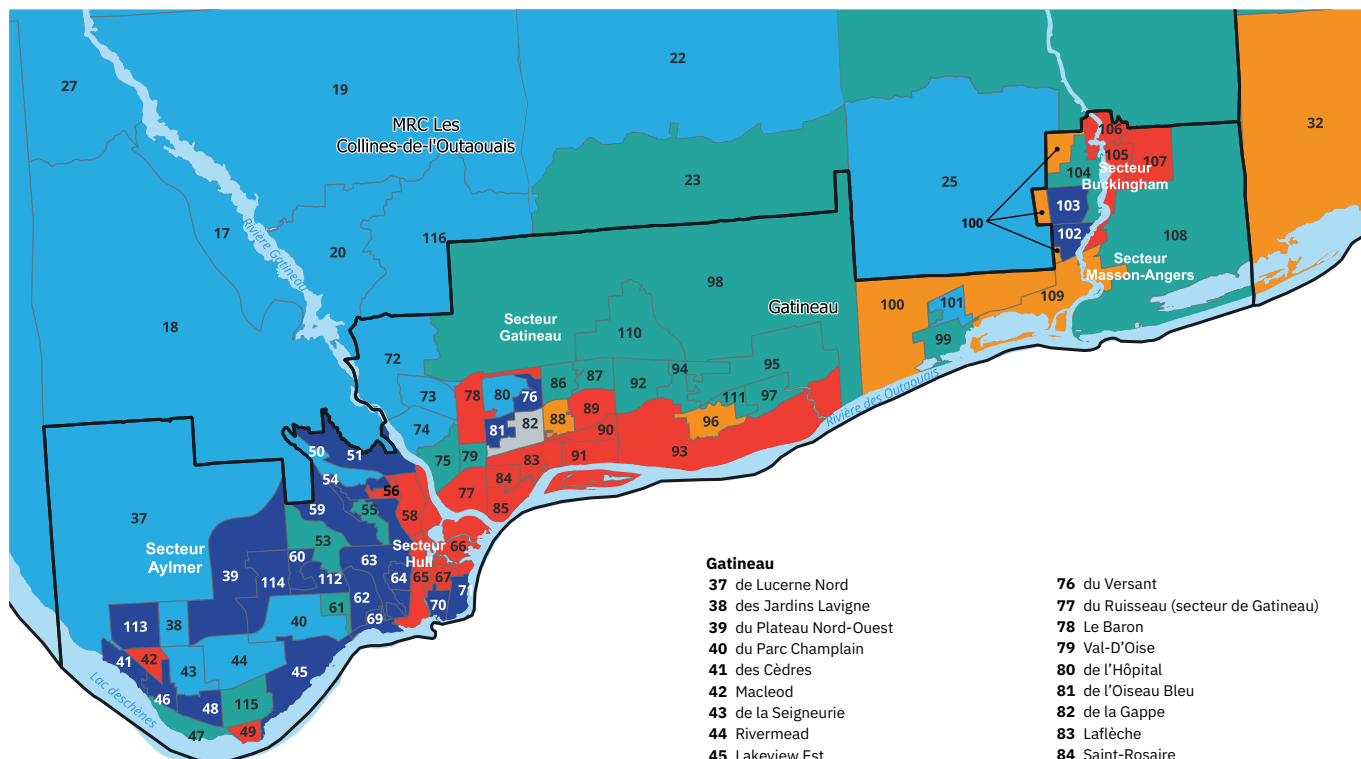 27
19
22
MRC Les
Collines-de-l'Outaouais
32
106
105
107
104
Secteur
Buckingham
23
25
103
100
17
20
116
102
108
Rivière Gatineau
Secteur
Masson-Angers
98
100
101
109
Gatineau
18
Secteur
Gatineau
110
99
72
94
95
86
87
92
73
78
80
76
111
97
89
88
96
82
74
81
90
Rivière des Outaouais
50
51
75
79
83
91
93
54
56
77
84
59
55
58
85
37
53
Secteur
Aylmer
60
63
Secteur
Hull
66
39
114
112
64
65
67
62
61
70
71
113
38
40
69
41
42
43
44
45
46
48
115
Lac deschênes
47
49
Gatineau
37 de Lucerne Nord
38 des Jardins Lavigne
39 du Plateau Nord-Ouest
40 du Parc Champlain
41 des Cèdres
42 Macleod
43 de la Seigneurie
44 Rivermead
45 Lakeview Est
76 du Versant
77 du Ruisseau (secteur de Gatineau)
78 Le Baron
79 Val-D’Oise
80 de l’Hôpital
81 de l’Oiseau Bleu
82 de la Gappe
83 Laflèche
84 Saint-Rosaire